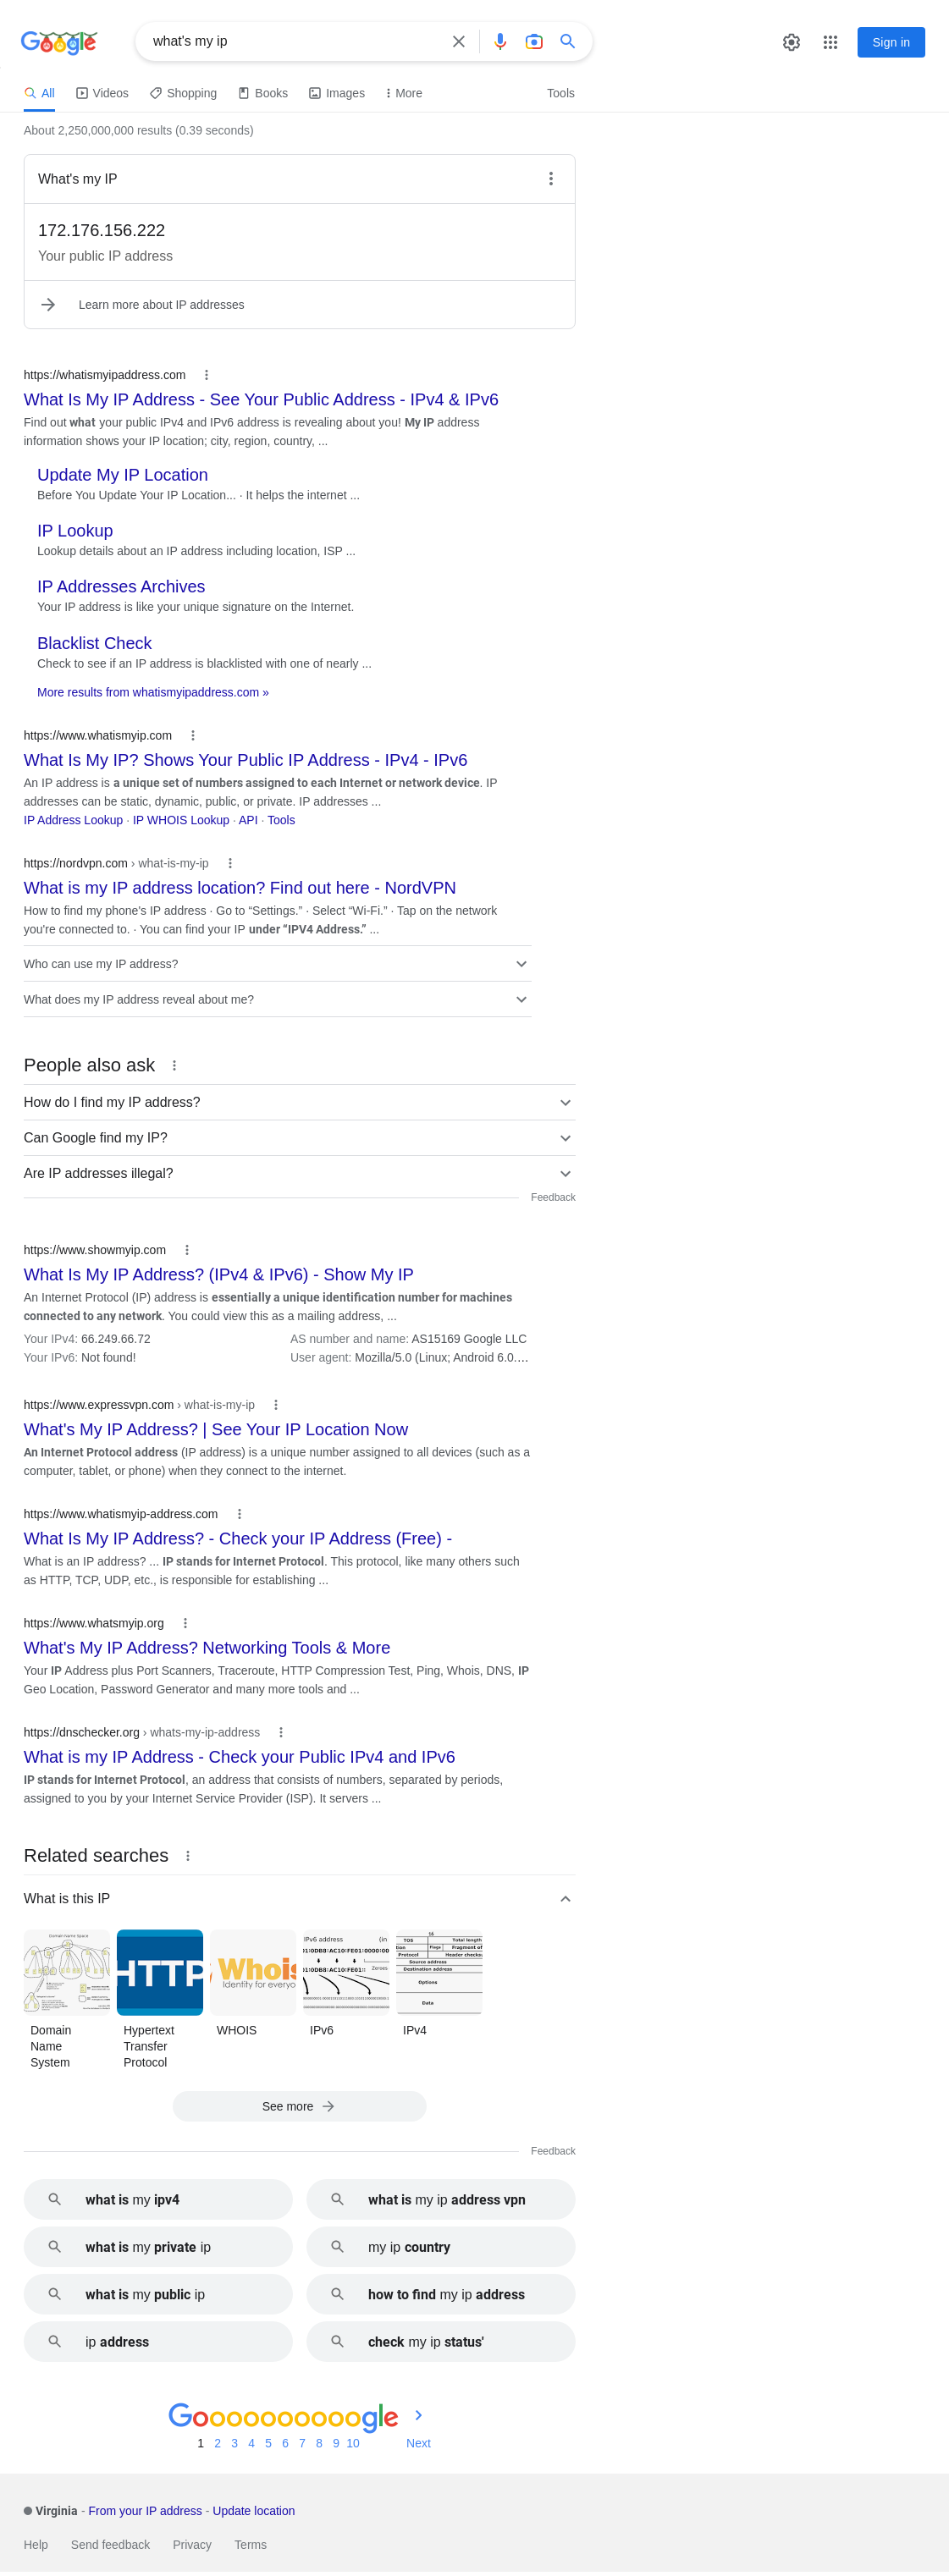 Google
what's my ip
Sign in
All Videos Shopping Books Images More Tools
About 2,250,000,000 results (0.39 seconds)
What's my IP
172.176.156.222
Your public IP address
Learn more about IP addresses
https://whatismyipaddress.com
What Is My IP Address - See Your Public Address - IPv4 & IPv6
Find out what your public IPv4 and IPv6 address is revealing about you! My IP address
information shows your IP location; city, region, country, ...
Update My IP Location
Before You Update Your IP Location... · It helps the internet ...
IP Lookup
Lookup details about an IP address including location, ISP ...
IP Addresses Archives
Your IP address is like your unique signature on the Internet.
Blacklist Check
Check to see if an IP address is blacklisted with one of nearly ...
More results from whatismyipaddress.com »
https://www.whatismyip.com
What Is My IP? Shows Your Public IP Address - IPv4 - IPv6
An IP address is a unique set of numbers assigned to each Internet or network device. IP
addresses can be static, dynamic, public, or private. IP addresses ...
IP Address Lookup · IP WHOIS Lookup · API · Tools
https://nordvpn.com › what-is-my-ip
What is my IP address location? Find out here - NordVPN
How to find my phone's IP address · Go to “Settings.” · Select “Wi-Fi.” · Tap on the network
you're connected to. · You can find your IP under “IPV4 Address.” ...
Who can use my IP address?
What does my IP address reveal about me?
People also ask
How do I find my IP address?
Can Google find my IP?
Are IP addresses illegal?
Feedback
https://www.showmyip.com
What Is My IP Address? (IPv4 & IPv6) - Show My IP
An Internet Protocol (IP) address is essentially a unique identification number for machines
connected to any network. You could view this as a mailing address, ...
Your IPv4: 66.249.66.72 AS number and name: AS15169 Google LLC
Your IPv6: Not found! User agent: Mozilla/5.0 (Linux; Android 6.0....
https://www.expressvpn.com › what-is-my-ip
What's My IP Address? | See Your IP Location Now
An Internet Protocol address (IP address) is a unique number assigned to all devices (such as a
computer, tablet, or phone) when they connect to the internet.
https://www.whatismyip-address.com
What Is My IP Address? - Check your IP Address (Free) -
What is an IP address? ... IP stands for Internet Protocol. This protocol, like many others such
as HTTP, TCP, UDP, etc., is responsible for establishing ...
https://www.whatsmyip.org
What's My IP Address? Networking Tools & More
Your IP Address plus Port Scanners, Traceroute, HTTP Compression Test, Ping, Whois, DNS, IP
Geo Location, Password Generator and many more tools and ...
https://dnschecker.org › whats-my-ip-address
What is my IP Address - Check your Public IPv4 and IPv6
IP stands for Internet Protocol, an address that consists of numbers, separated by periods,
assigned to you by your Internet Service Provider (ISP). It servers ...
Related searches
What is this IP
Domain Name Space
HTTP
Whois
Identity for everyo
IPv6 address (in
Zeroes
TOS Total length
Flags Fragment of
Protocol Header checks
Source address
Destination address
Options
Data
Domain
Name
System
Hypertext
Transfer
Protocol
WHOIS
IPv6
IPv4
See more
Feedback
what is my ipv4
what is my ip address vpn
what is my private ip
my ip country
what is my public ip
how to find my ip address
ip address
check my ip status'
Goooooooooogle
1 2 3 4 5 6 7 8 9 10 Next
Virginia - From your IP address - Update location
Help Send feedback Privacy Terms